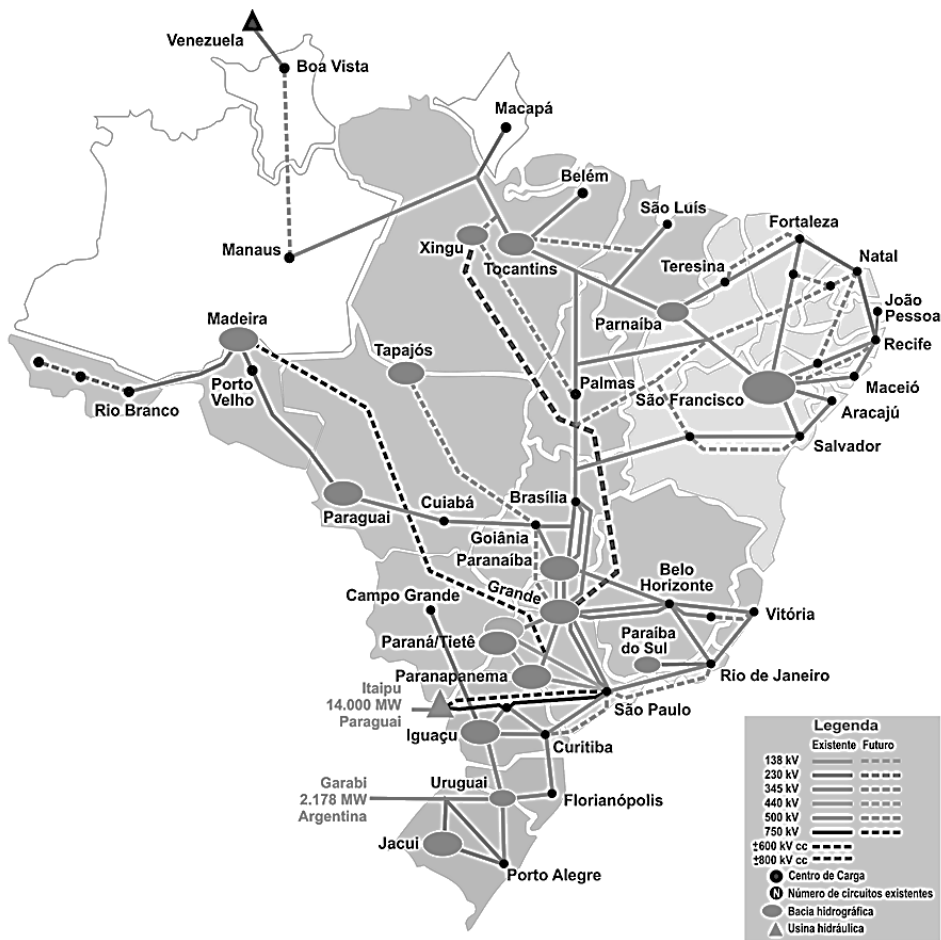 Venezuela
Boa Vista
Macapá
Belém
São Luís
Fortaleza
Manaus
Xingu
Tocantins
Teresina
Natal
João
Pessoa
Madeira
Parnaíba
Recife
Tapajós
Porto
Velho
Palmas
São Francisco
Maceió
Rio Branco
Aracajú
Salvador
Cuiabá
Brasília
Paraguai
Goiânia
Paranaíba
Belo
Horizonte
Grande
Campo Grande
Vitória
Paraná/Tietê
Paraíba
do Sul
Paranapanema
Rio de Janeiro
Itaipu
14.000 MW
Paraguai
São Paulo
Iguaçu
Curitiba
Garabi
2.178 MW
Argentina
Uruguai
Florianópolis
Jacui
Porto Alegre
Legenda
Existente Futuro
138 kV
230 kV
345 kV
440 kV
500 kV
750 kV
±600 kV cc
±800 kV cc
Centro de Carga
N Número de circuitos existentes
Bacia hidrográfica
Usina hidráulica